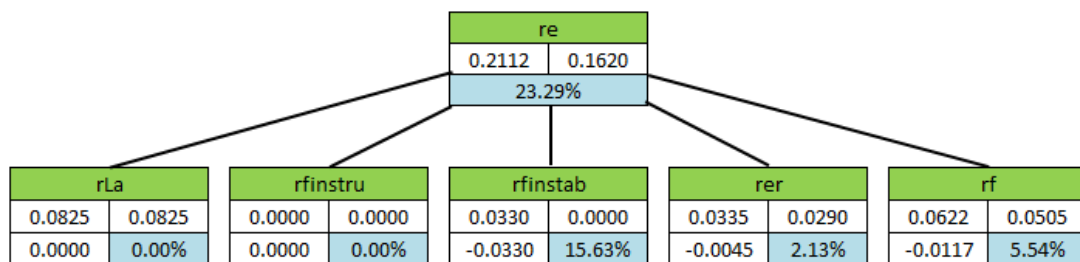 re
0.2112 0.1620
23.29%
rLa rfinstru rfinstab rer rf
0.0825 0.0825 0.0000 0.0000 0.0330 0.0000 0.0335 0.0290 0.0622 0.0505
0.0000 0.00% 0.0000 0.00% -0.0330 15.63% -0.0045 2.13% -0.0117 5.54%